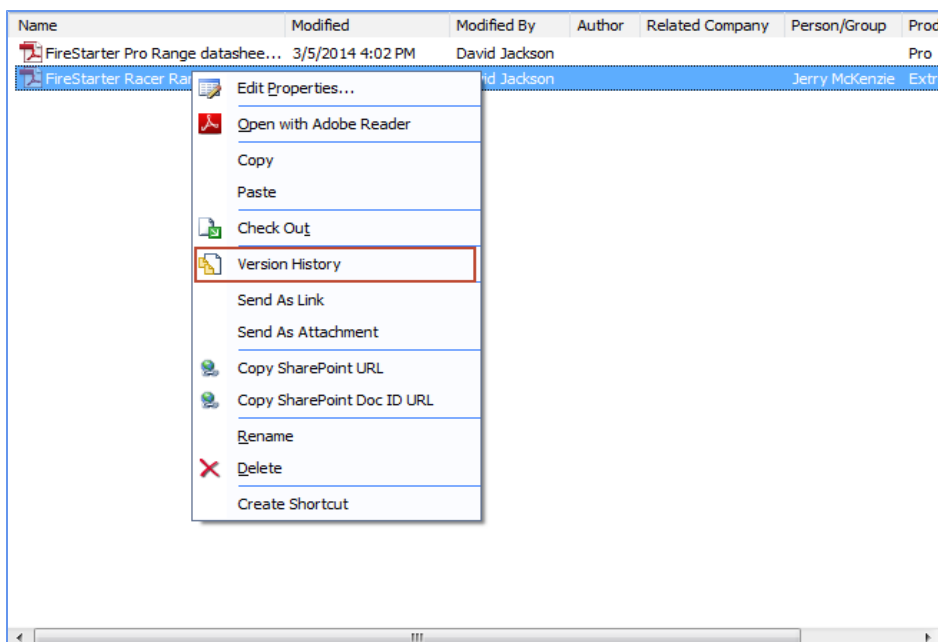 Name Modified Modified By Author Related Company Person/Group Prod
FireStarter Pro Range datashee... 3/5/2014 4:02 PM David Jackson Pro
FireStarter Racer Ran id Jackson Jerry McKenzie Extr
Edit Properties...
Open with Adobe Reader
Copy
Paste
Check Out
Version History
Send As Link
Send As Attachment
Copy SharePoint URL
Copy SharePoint Doc ID URL
Rename
Delete
Create Shortcut